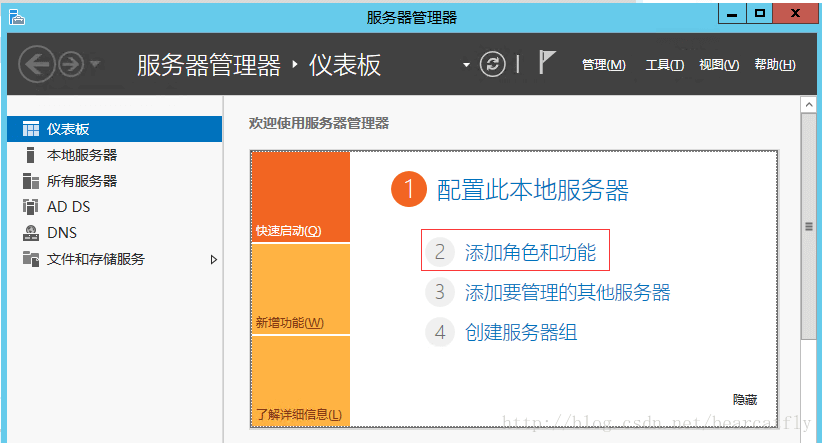 服务器管理器
服务器管理器 ‣ 仪表板
管理(M) 工具(T) 视图(V) 帮助(H)
仪表板
本地服务器
所有服务器
AD DS
DNS
文件和存储服务
欢迎使用服务器管理器
快速启动(Q)
新增功能(W)
了解详细信息(L)
1 配置此本地服务器
2 添加角色和功能
3 添加要管理的其他服务器
4 创建服务器组
隐藏
http://blog.csdn.net/bearcatfly